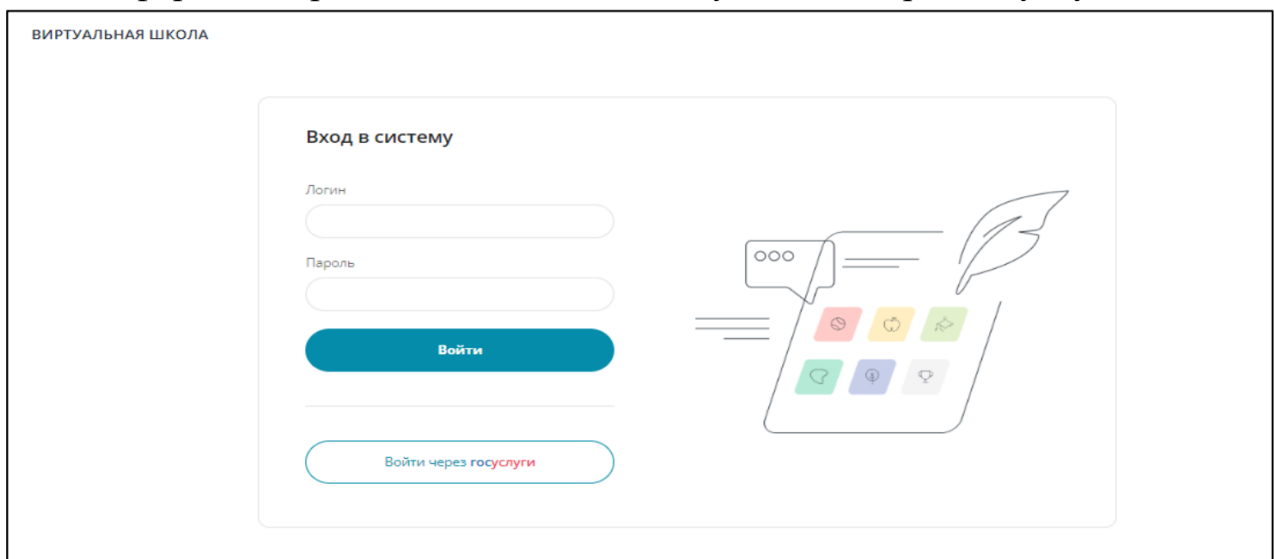 ВИРТУАЛЬНАЯ ШКОЛА
Вход в систему
Логин
Пароль
Войти
Войти через госуслуги